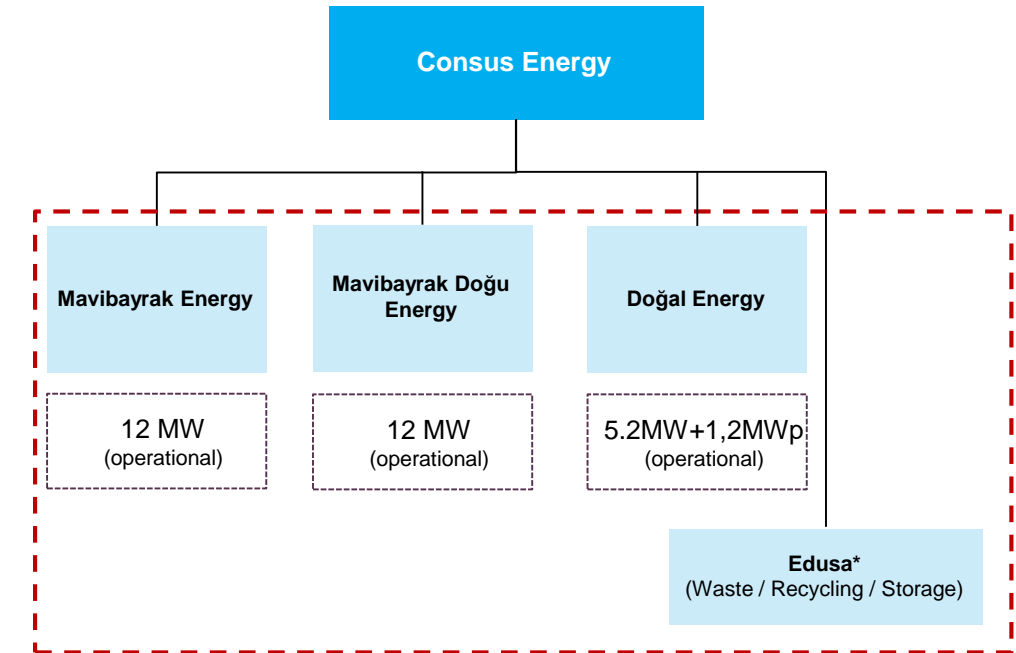 Consus Energy
Mavibayrak Energy
Mavibayrak Doğu
Energy
Doğal Energy
12 MW
(operational)
12 MW
(operational)
5.2MW+1,2MWp
(operational)
Edusa*
(Waste / Recycling / Storage)